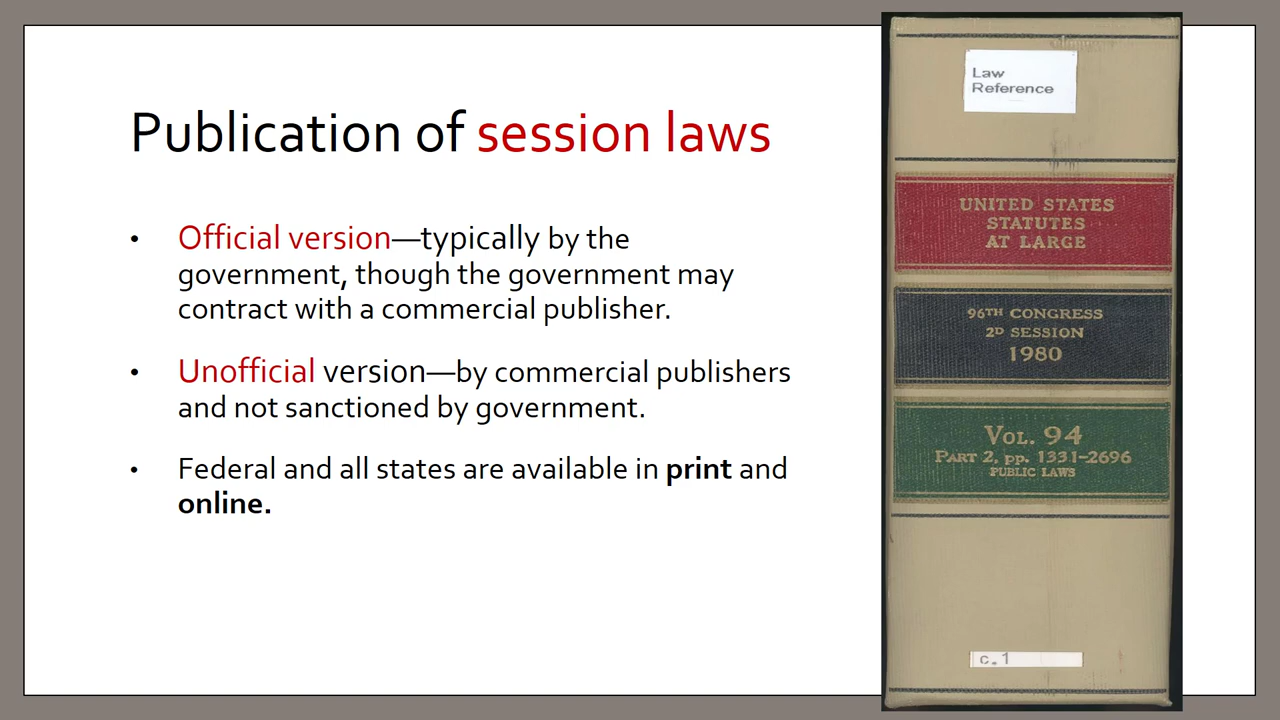 Publication of session laws
• Official version—typically by the
government, though the government may
contract with a commercial publisher.
• Unofficial version—by commercial publishers
and not sanctioned by government.
• Federal and all states are available in print and
online.
Law
Reference
UNITED STATES
STATUTES
AT LARGE
96TH CONGRESS
2D SESSION
1980
VOL. 94
PART 2, pp. 1331–2696
PUBLIC LAWS
c.1